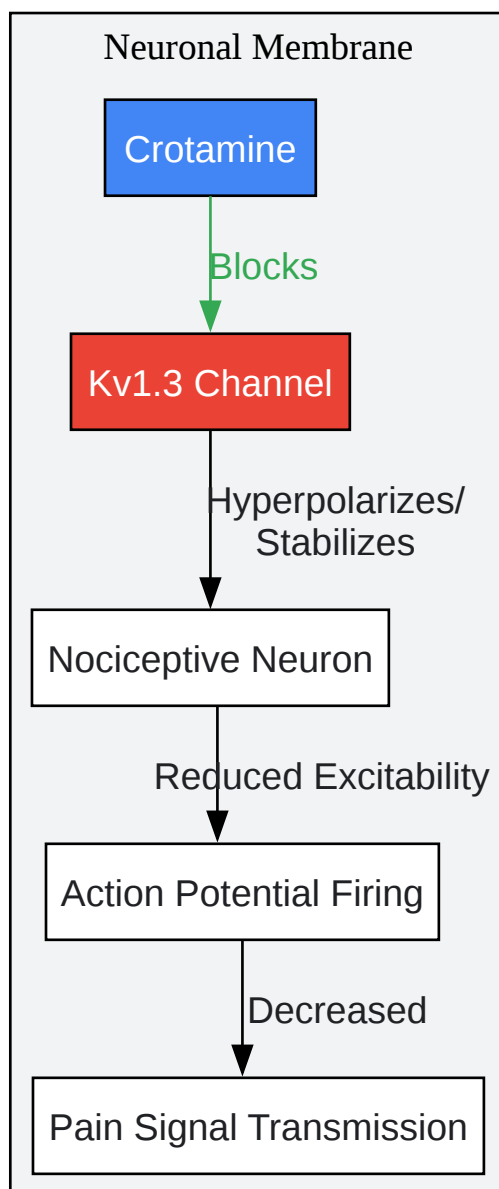 Neuronal Membrane
Crotamine
Blocks
Kv1.3 Channel
Hyperpolarizes/
Stabilizes
Nociceptive Neuron
Reduced Excitability
Action Potential Firing
Decreased
Pain Signal Transmission